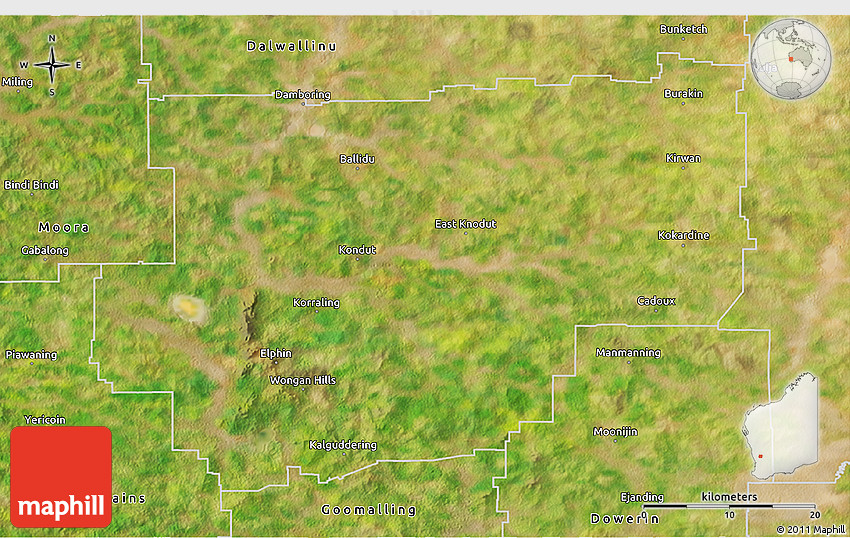 Bunketch
Dalwallinu
N
W E
S
Miling
Damboring
Burakin
Ballidu
Kirwan
Bindi Bindi
Moora
East Knodut
Kokardine
Gabalong
Kondut
Korraling
Cadoux
Piawaning
Elphin
Manmanning
Wongan Hills
Yericoin
Moonijin
Kalguddering
maphill
ains
Goomalling
Ejanding
kilometers
0 10 20
Dowerin
© 2011 Maphill